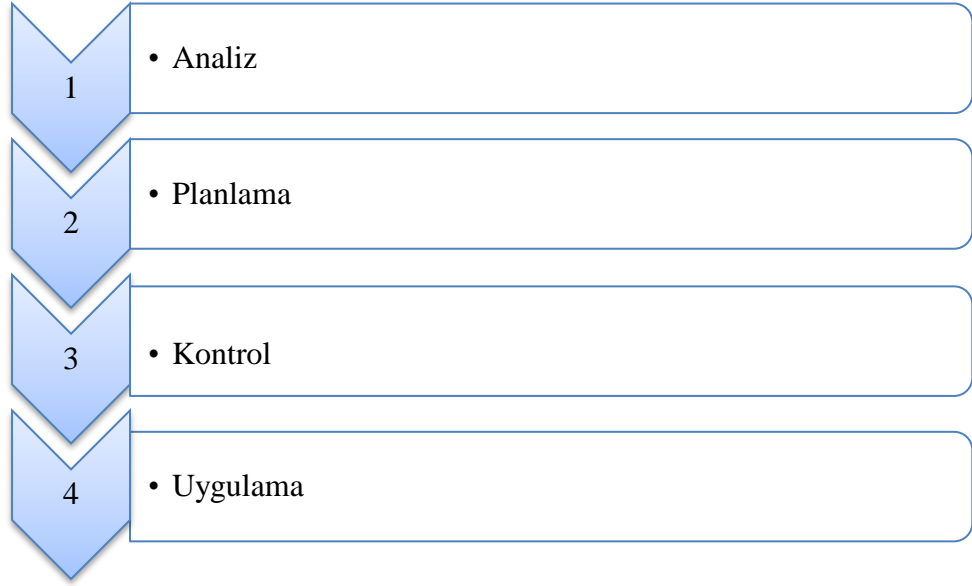 1
• Analiz
2
• Planlama
3
• Kontrol
4
• Uygulama